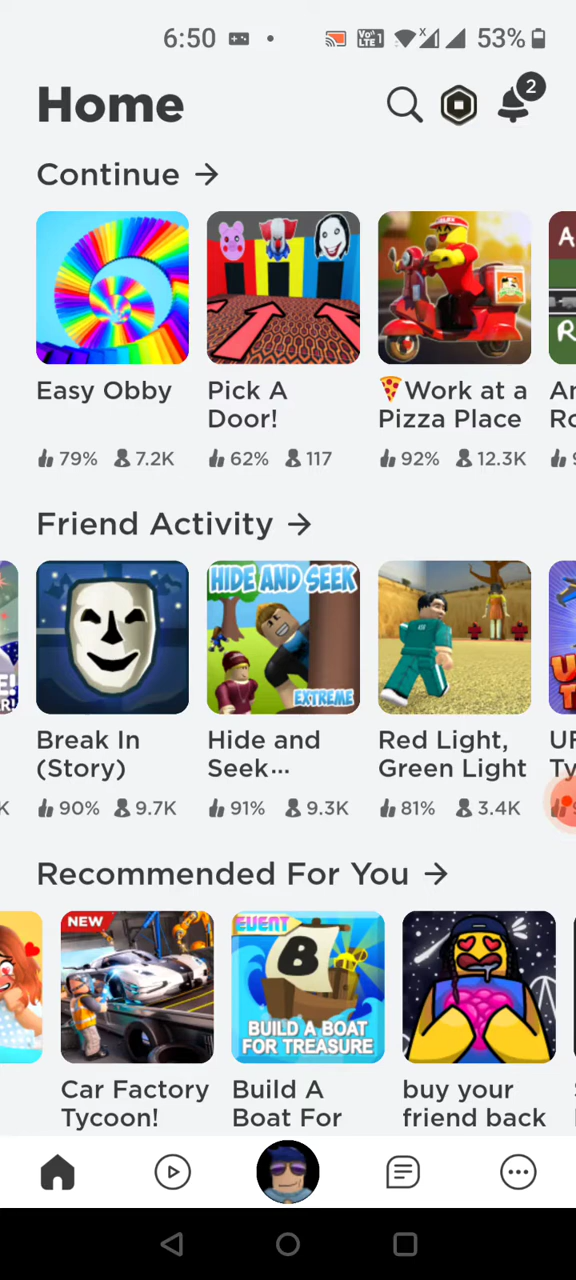 6:50
Vo)) LTE1
X
53%
Home
2
Continue →
Easy Obby
79% 7.2K
Pick A
Door!
62% 117
🍕Work at a
Pizza Place
92% 12.3K
Friend Activity →
K
Break In
(Story)
90% 9.7K
HIDE AND SEEK
EXTREME
Hide and
Seek...
91% 9.3K
Red Light,
Green Light
81% 3.4K
Recommended For You →
NEW
Car Factory
Tycoon!
EVENT
B
BUILD A BOAT
FOR TREASURE
Build A
Boat For
buy your
friend back